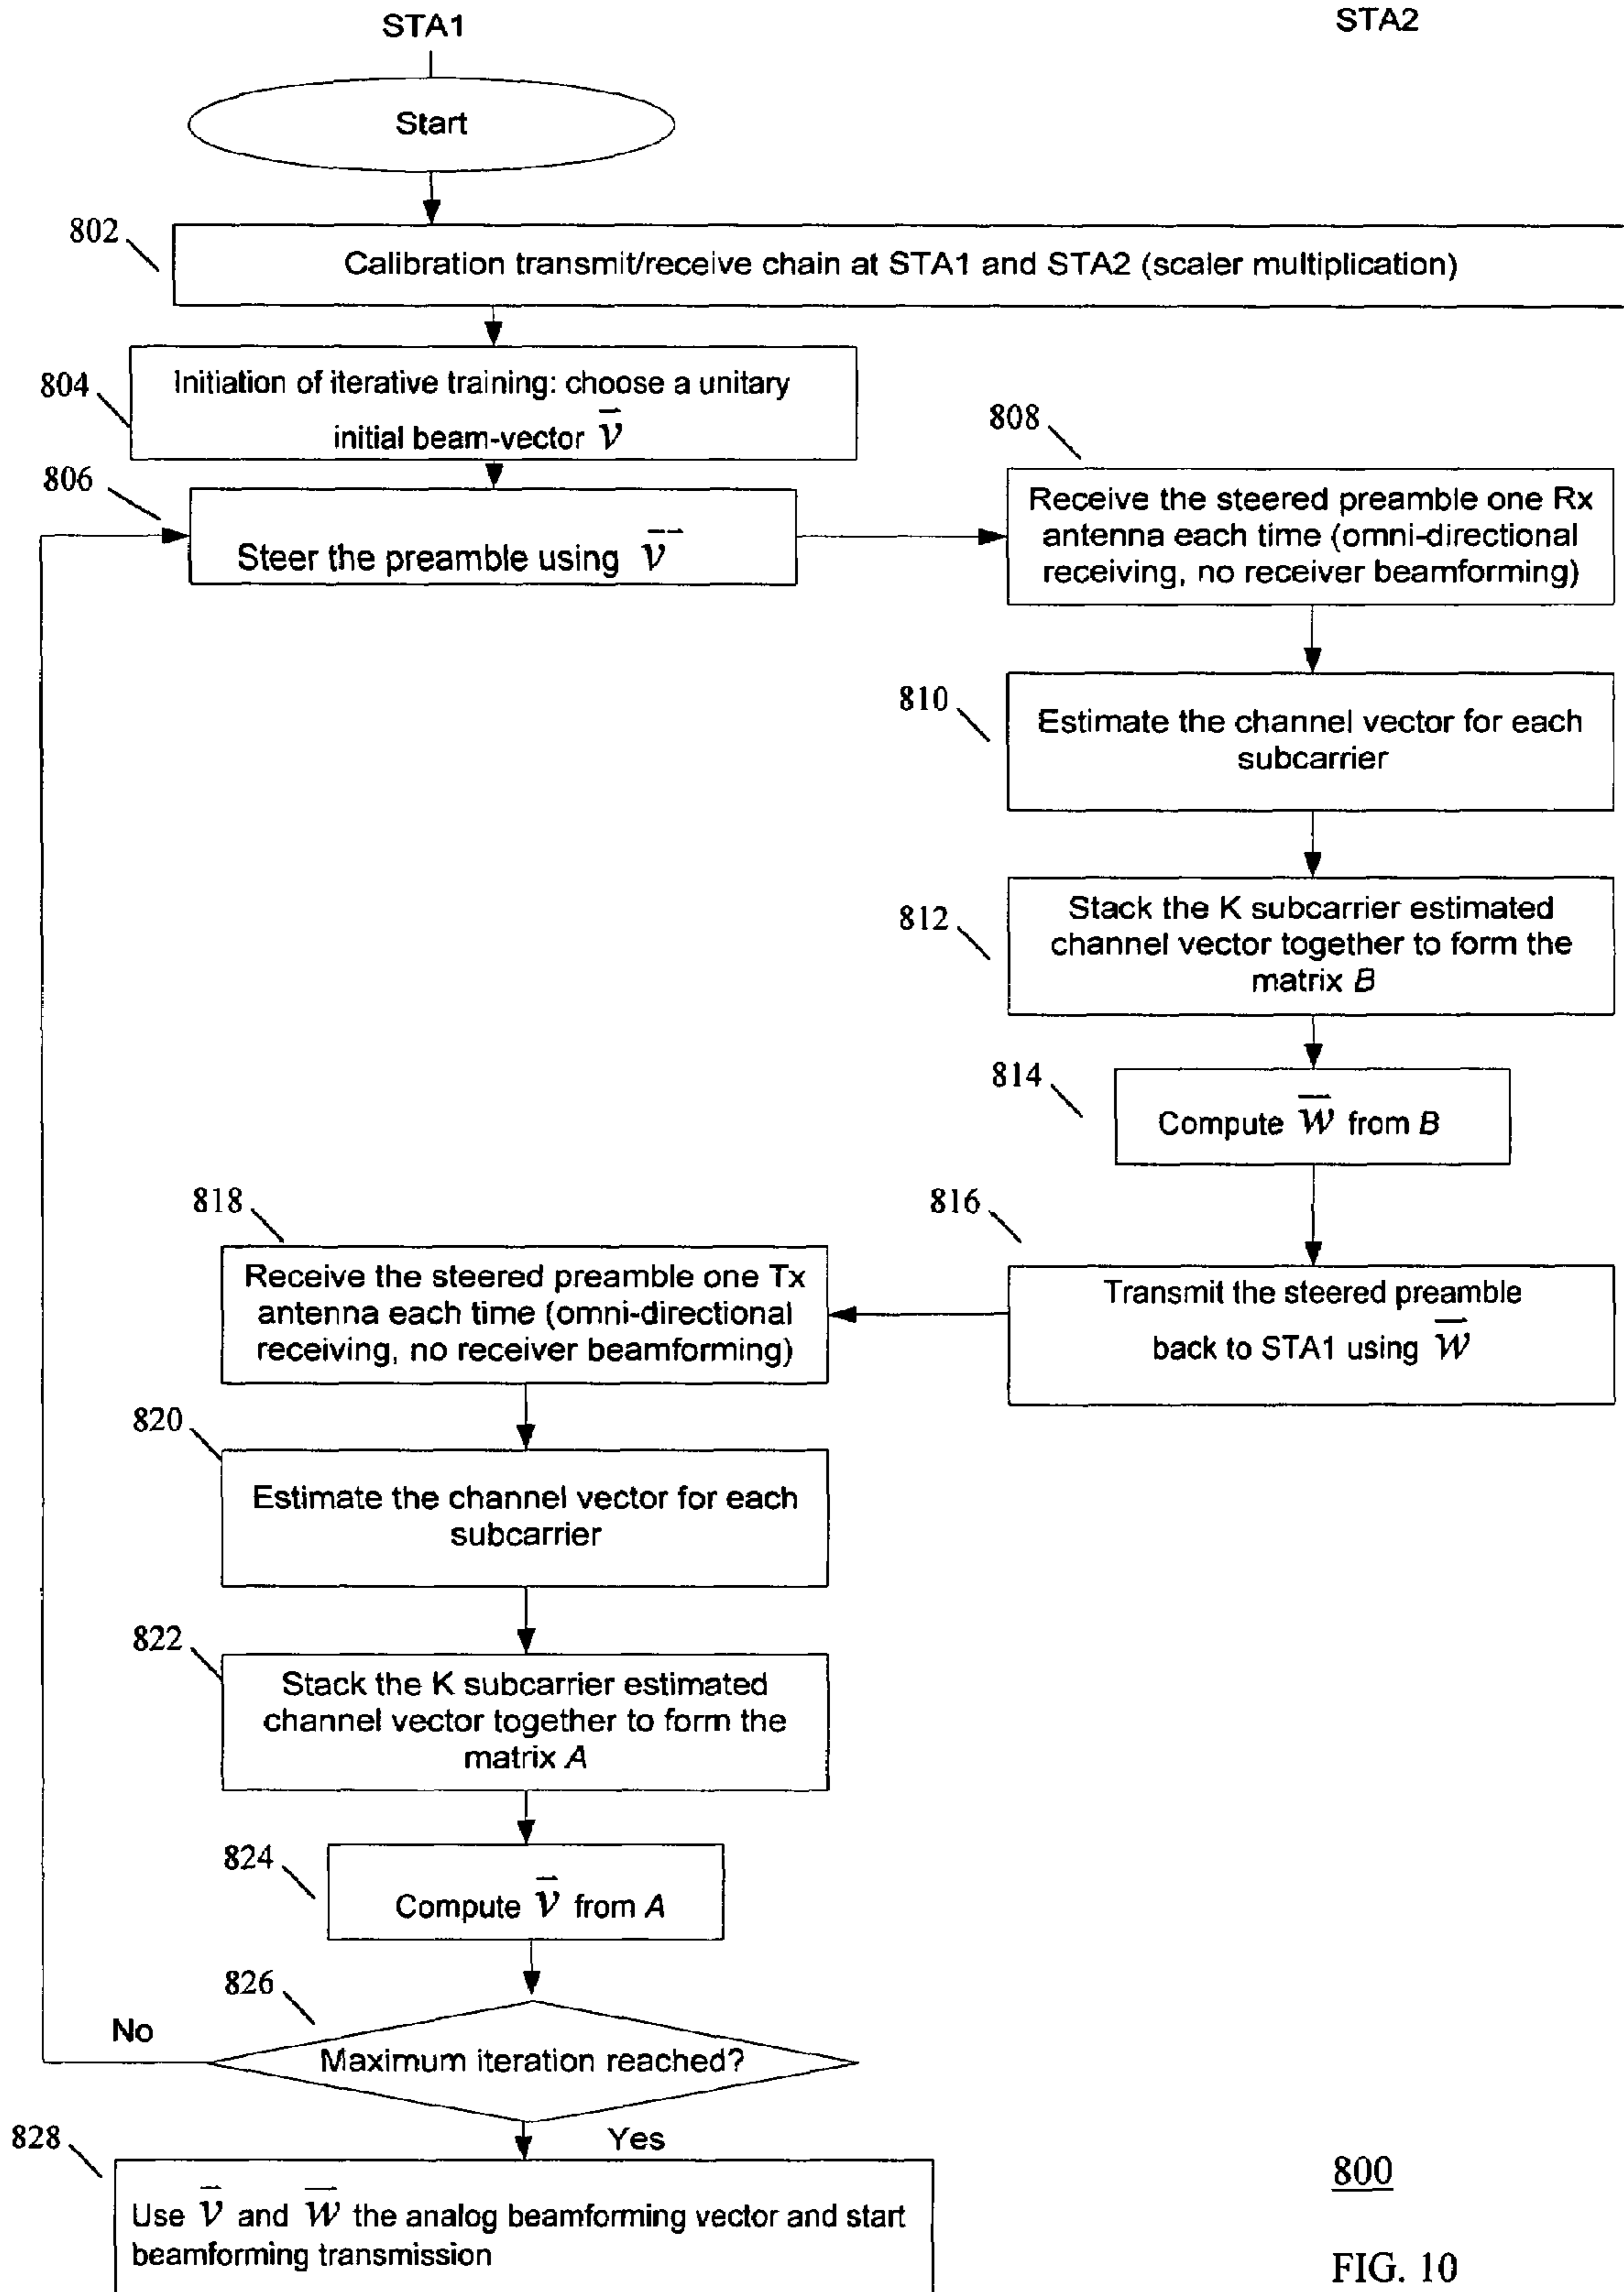 STA1
STA2
Start
802
Calibration transmit/receive chain at STA1 and STA2 (scaler multiplication)
804
Initiation of iterative training: choose a unitary
initial beam-vector v̅
806
Steer the preamble using v̅
808
Receive the steered preamble one Rx
antenna each time (omni-directional
receiving, no receiver beamforming)
810
Estimate the channel vector for each
subcarrier
812
Stack the K subcarrier estimated
channel vector together to form the
matrix B
814
Compute w̅ from B
816
Transmit the steered preamble
back to STA1 using w̅
818
Receive the steered preamble one Tx
antenna each time (omni-directional
receiving, no receiver beamforming)
820
Estimate the channel vector for each
subcarrier
822
Stack the K subcarrier estimated
channel vector together to form the
matrix A
824
Compute v̅ from A
826
No
Maximum iteration reached?
Yes
828
Use v̅ and w̅ the analog beamforming vector and start
beamforming transmission
800
FIG. 10